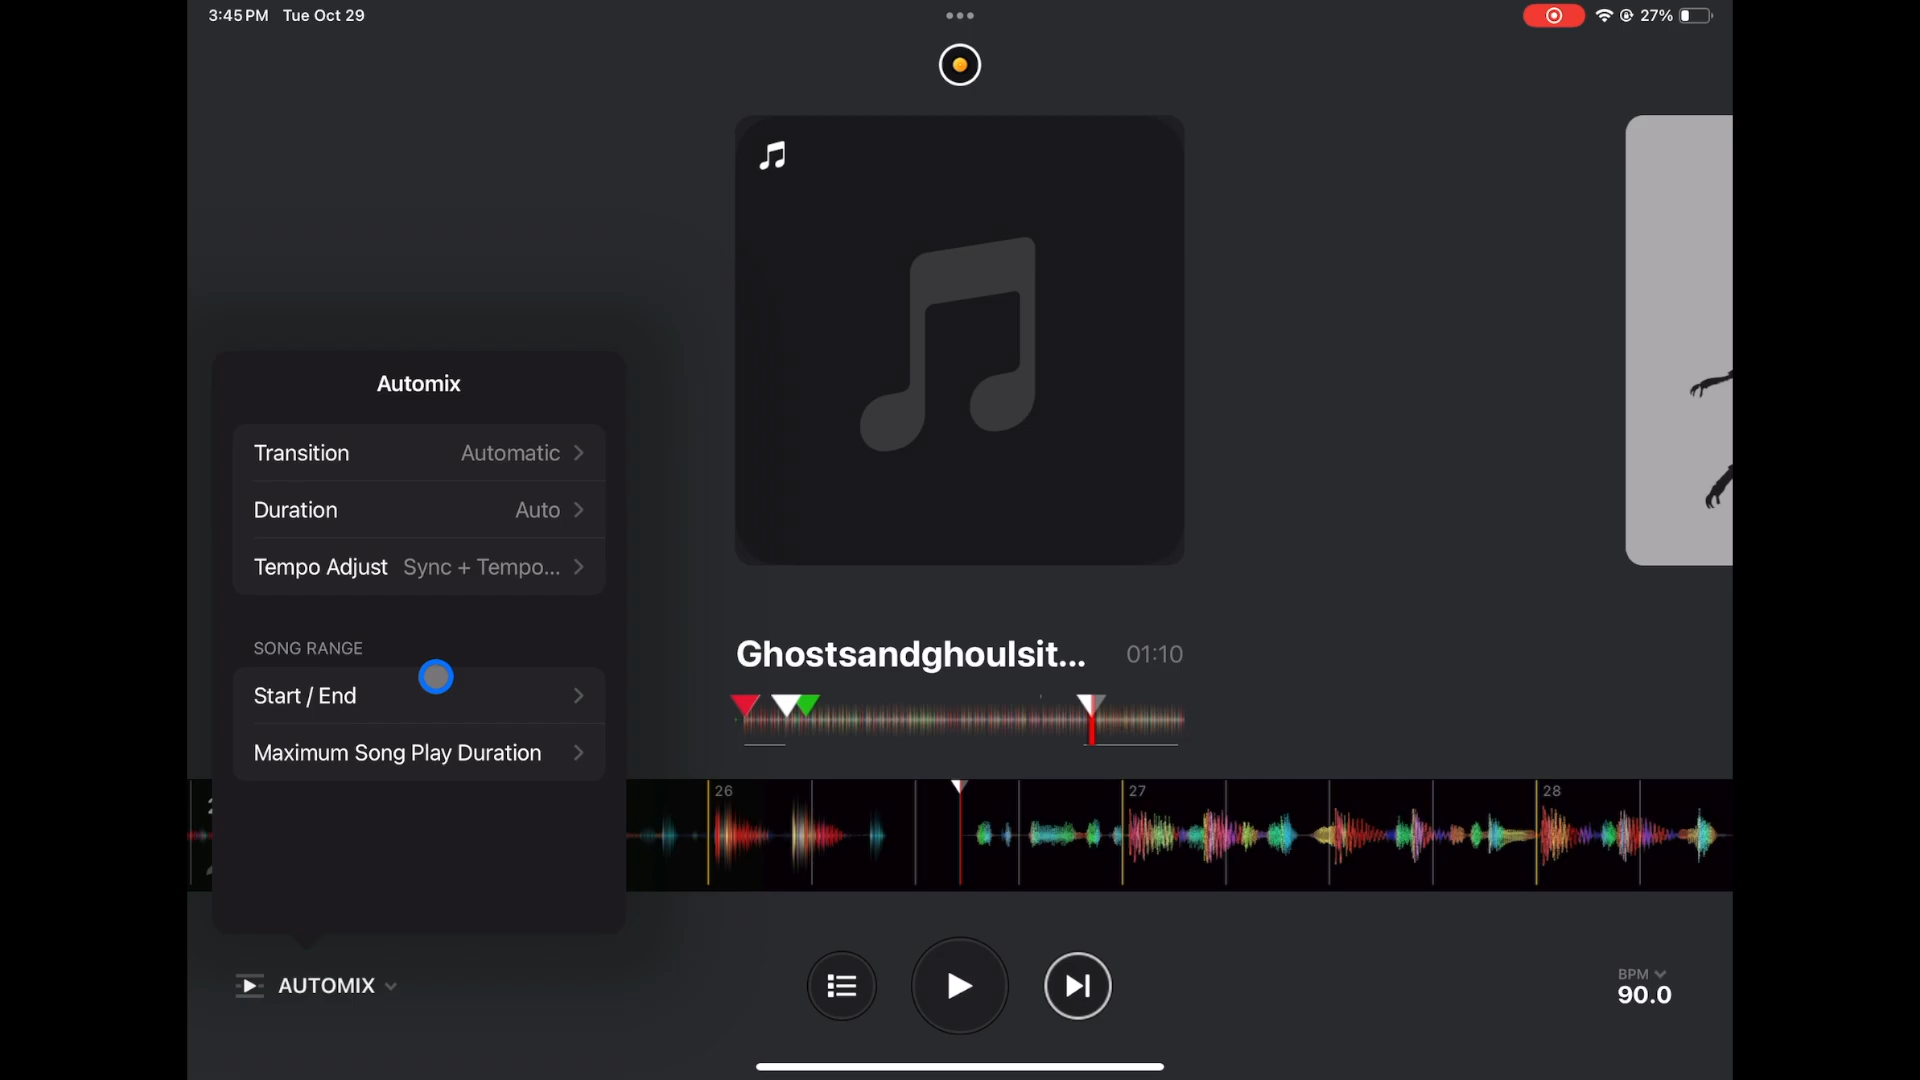 3:45 PM Tue Oct 29
27%
Automix
Transition Automatic
Duration Auto
Tempo Adjust Sync + Tempo...
SONG RANGE
Start / End
Maximum Song Play Duration
Ghostsandghoulsit... 01:10
26
27
28
AUTOMIX
BPM
90.0